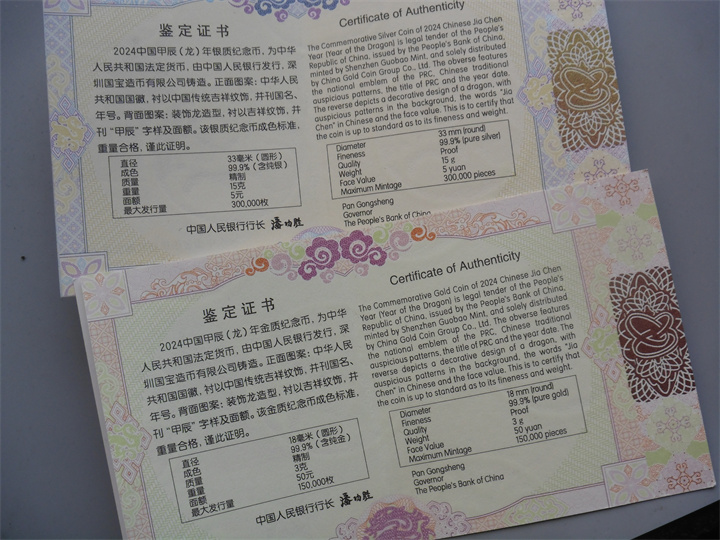 鉴定证书
2024中国甲辰（龙）年银质纪念币，为中华
人民共和国法定货币，由中国人民银行发行，深
圳国宝造币有限公司铸造。正面图案：中华人
民共和国国徽，衬以中国传统吉祥纹饰，并刊国名、
年号。背面图案：装饰龙造型，衬以吉祥纹饰，并
刊“甲辰”字样及面额。该银质纪念币成色标准，
重量合格，谨此证明。
直径 33毫米（圆形）
成色 99.9%（含纯银）
质量 精制
重量 15克
面额 5元
最大发行量 300,000枚
中国人民银行行长 潘功胜
Certificate of Authenticity
The Commemorative Silver Coin of 2024 Chinese Jia Chen
Year (Year of the Dragon) is legal tender of the People's
Republic of China, issued by the People's Bank of China,
minted by Shenzhen Guobao Mint, and solely distributed
by China Gold Coin Group Co., Ltd. The obverse features
the national emblem of the PRC, Chinese traditional
auspicious patterns, the title of PRC and the year date.
The reverse depicts a decorative design of a dragon, with
auspicious patterns in the background, the words "Jia
Chen" in Chinese and the face value. This is to certify that
the coin is up to standard as to its fineness and weight.
Diameter 33 mm (round)
Fineness 99.9% (pure silver)
Quality Proof
Weight 15 g
Face Value 5 yuan
Maximum Mintage 300,000 pieces
Pan Gongsheng
Governor
The People's Bank of China
鉴定证书
2024中国甲辰（龙）年金质纪念币，为中华
人民共和国法定货币，由中国人民银行发行，深
圳国宝造币有限公司铸造。正面图案：中华人民
共和国国徽，衬以中国传统吉祥纹饰，并刊国名、
年号。背面图案：装饰龙造型，衬以吉祥纹饰，并
刊“甲辰”字样及面额。该金质纪念币成色标准，
重量合格，谨此证明。
直径 18毫米（圆形）
成色 99.9%（含纯金）
质量 精制
重量 3克
面额 50元
最大发行量 150,000枚
中国人民银行行长 潘功胜
Certificate of Authenticity
The Commemorative Gold Coin of 2024 Chinese Jia Chen
Year (Year of the Dragon) is legal tender of the People's
Republic of China, issued by the People's Bank of China,
minted by Shenzhen Guobao Mint, and solely distributed
by China Gold Coin Group Co., Ltd. The obverse features
the national emblem of the PRC, Chinese traditional
auspicious patterns, the title of PRC and the year date. The
reverse depicts a decorative design of a dragon, with
auspicious patterns in the background, the words "Jia
Chen" in Chinese and the face value. This is to certify that
the coin is up to standard as to its fineness and weight.
Diameter 18 mm (round)
Fineness 99.9% (pure gold)
Quality Proof
Weight 3 g
Face Value 50 yuan
Maximum Mintage 150,000 pieces
Pan Gongsheng
Governor
The People's Bank of China